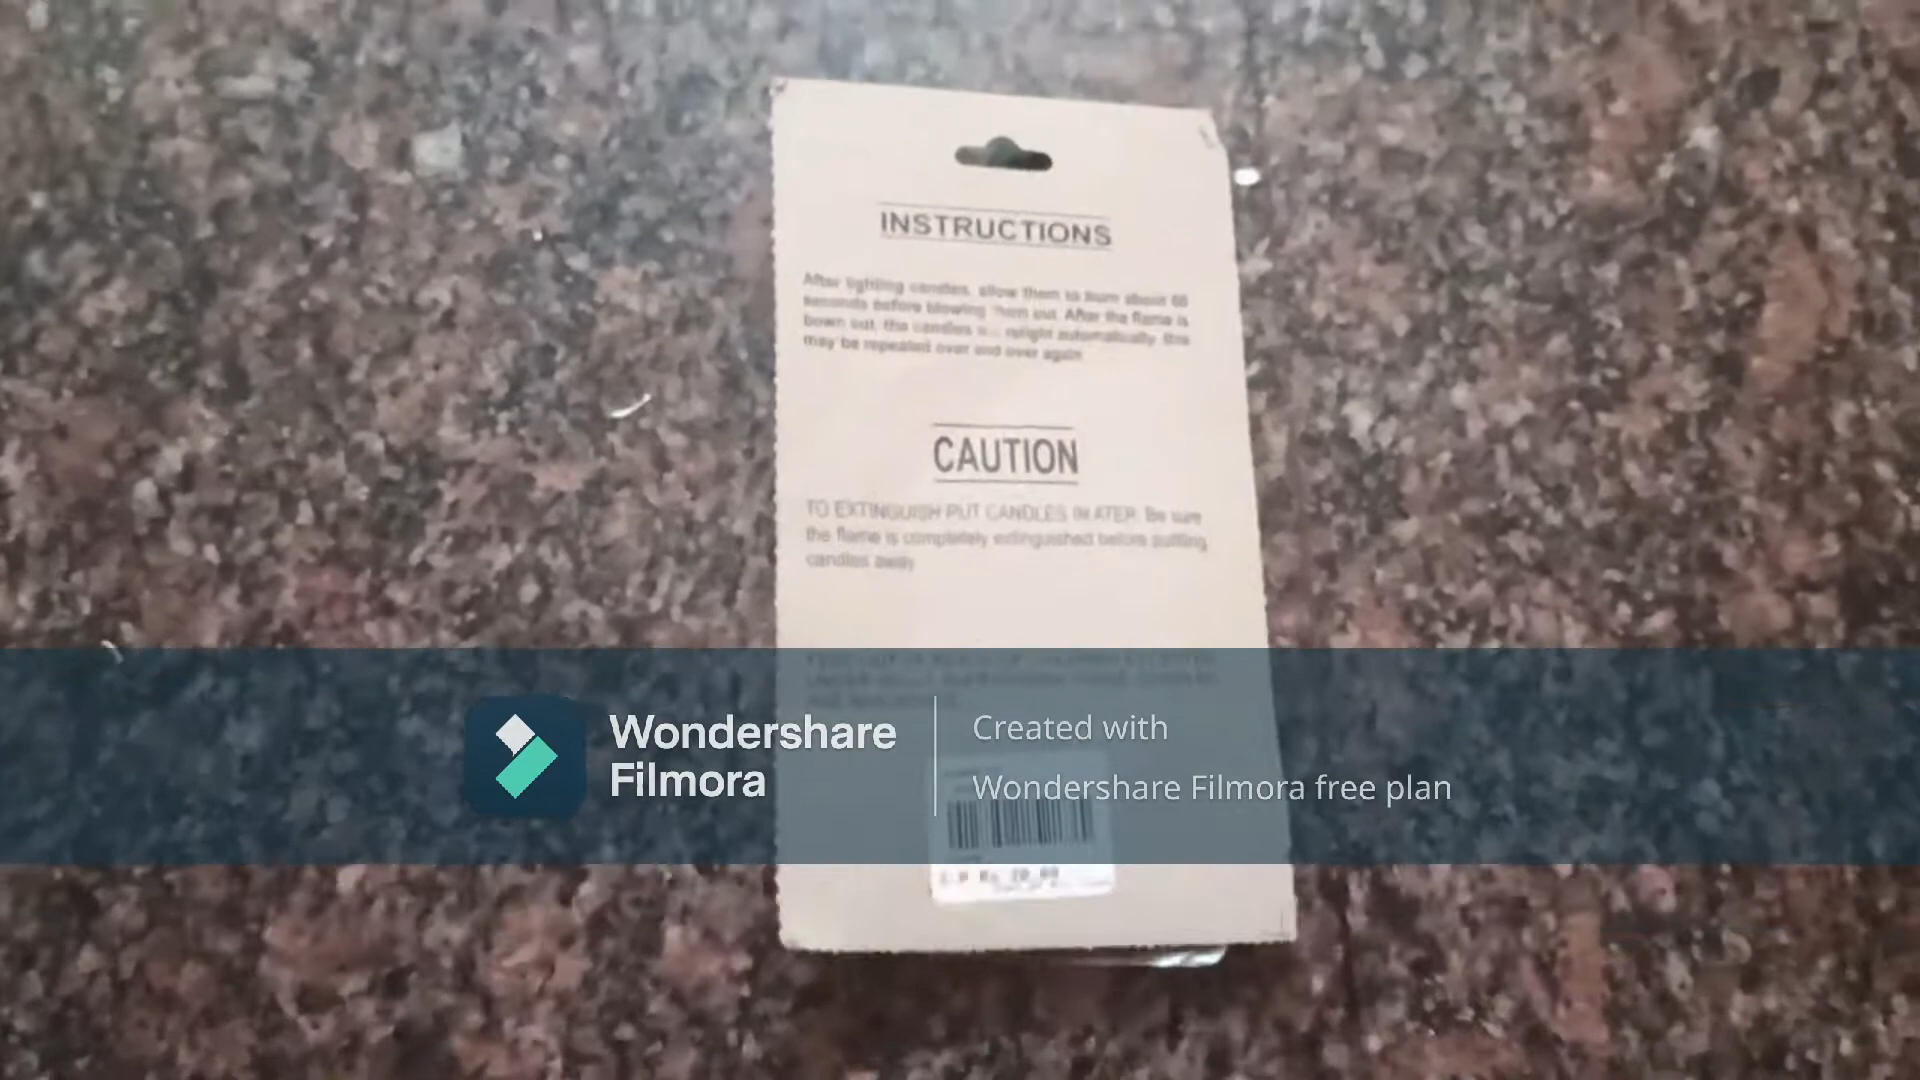 INSTRUCTIONS
After lighting candles, allow them to burn about 60
seconds before blowing them out. After the flame is
bown out, the candles relight automatically. this
may be repeated over and over again
CAUTION
TO EXTINGUISH PUT CANDLES IN ATER. Be sure
the flame is completely extinguished before putting
candles away
Wondershare
Filmora
Created with
Wondershare Filmora free plan